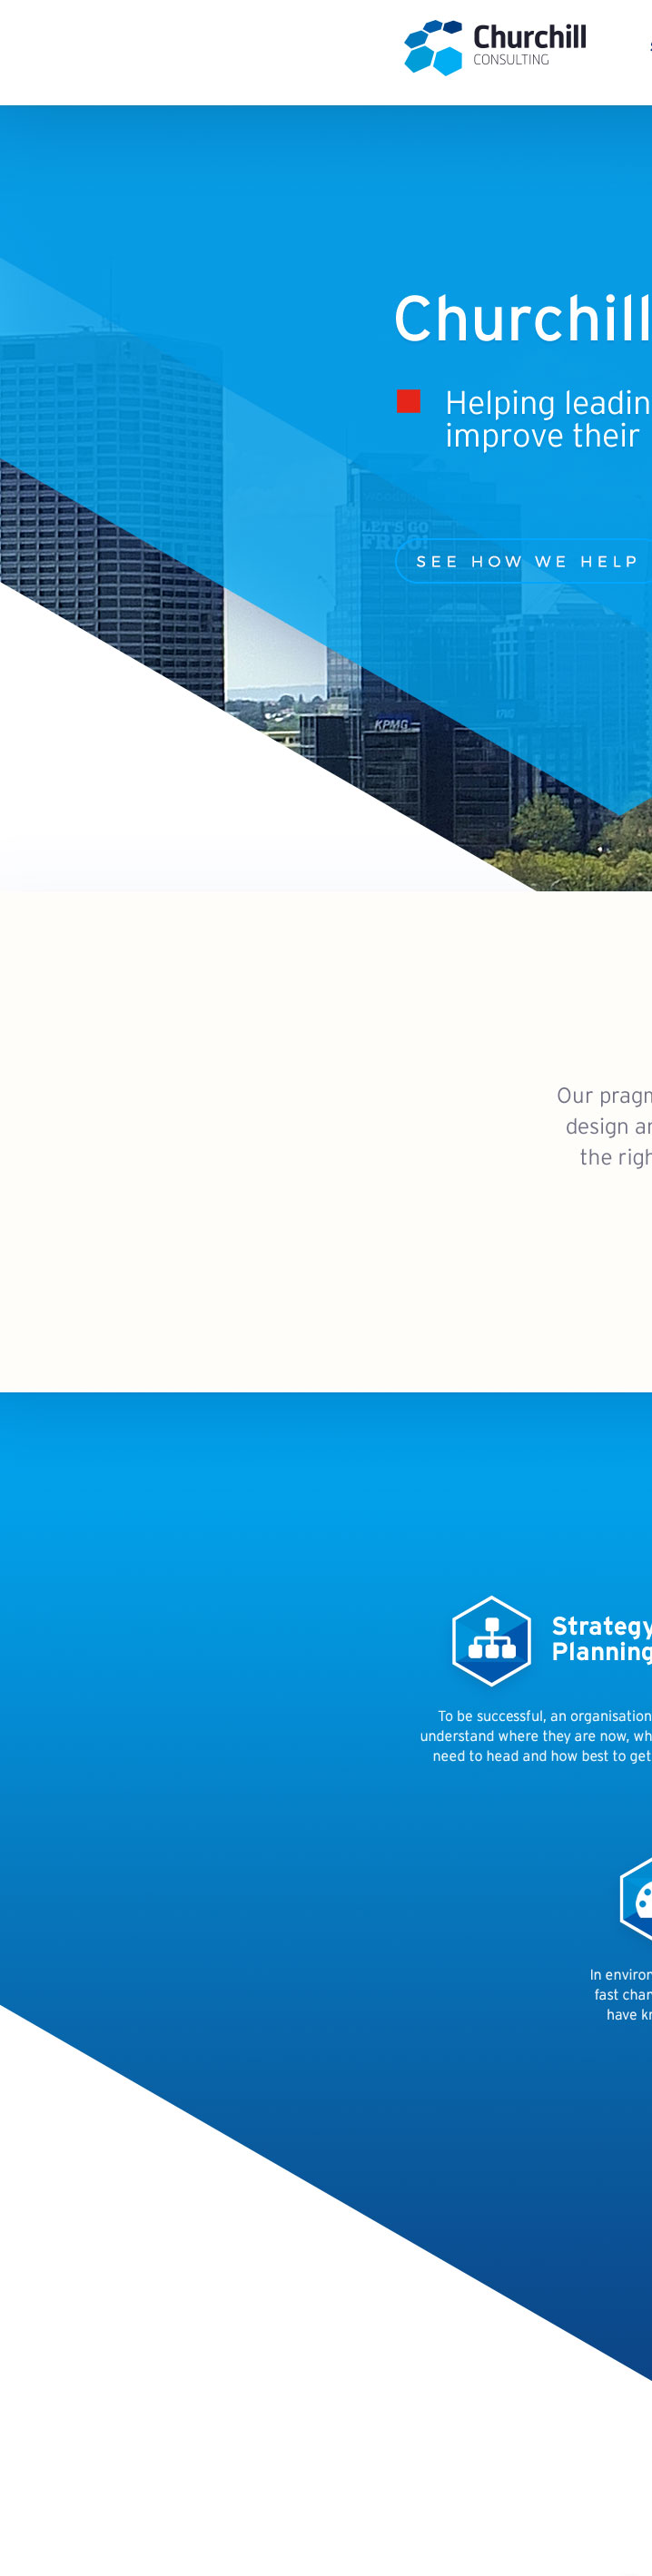 Churchill
CONSULTING
Churchill
Helping leadin
improve their
LET'S GO
FREO!
SEE HOW WE HELP
KPMG
Our pragm
design an
the righ
Strategy
Planning
To be successful, an organisation
understand where they are now, wh
need to head and how best to get
In environ
fast chan
have kn